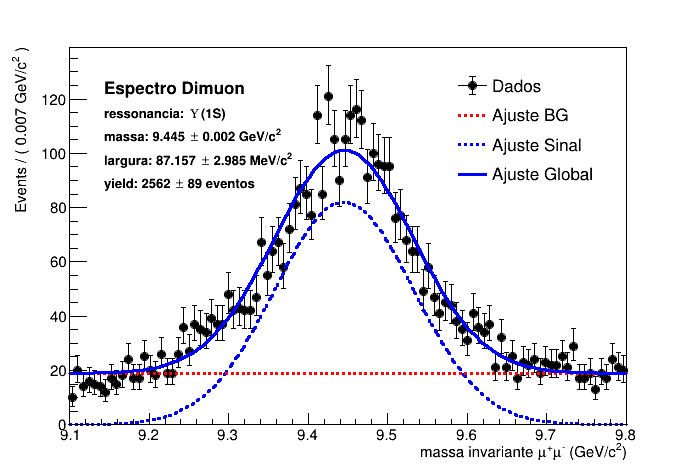 Events / ( 0.007 GeV/c² )
120
100
80
60
40
20
0
Espectro Dimuon
ressonancia: ϒ(1S)
massa: 9.445 ± 0.002 GeV/c²
largura: 87.157 ± 2.985 MeV/c²
yield: 2562 ± 89 eventos
Dados
Ajuste BG
Ajuste Sinal
Ajuste Global
9.1 9.2 9.3 9.4 9.5 9.6 9.7 9.8
massa invariante μ⁺μ⁻ (GeV/c²)